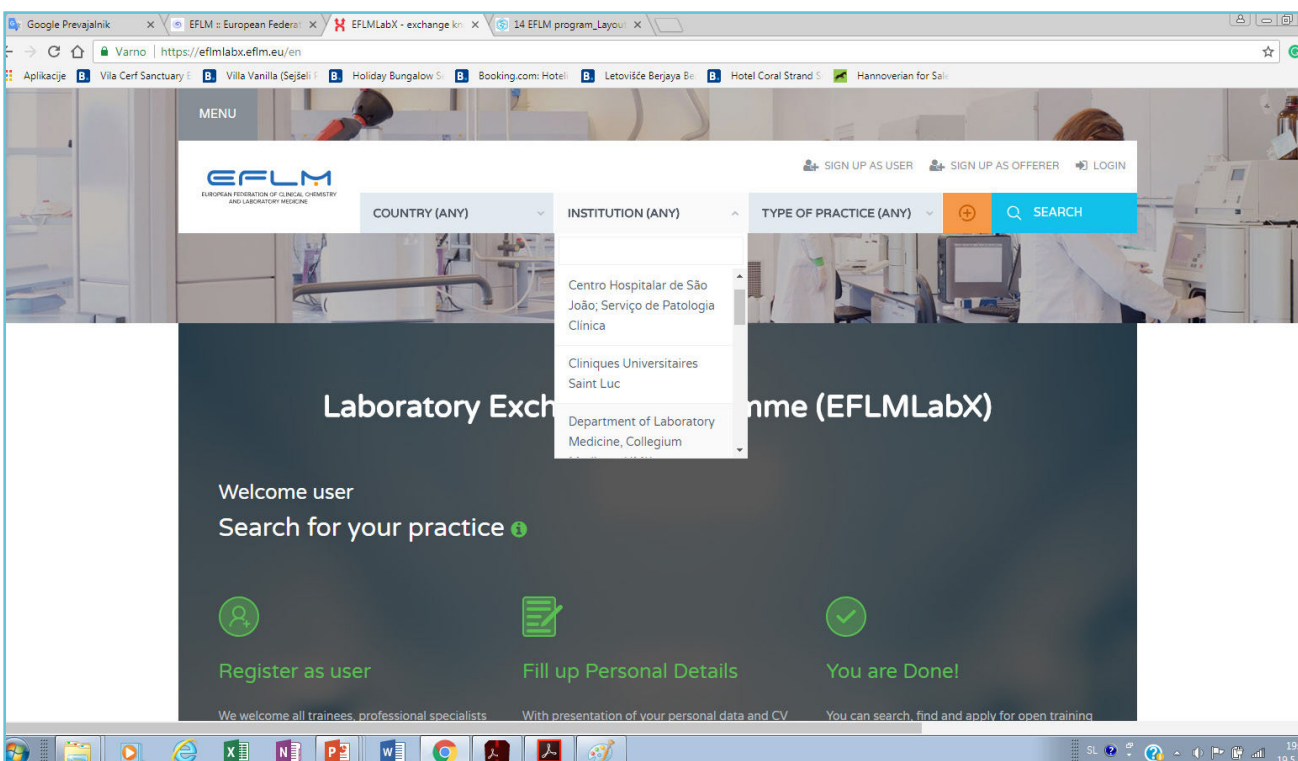 Google Prevajalnik
EFLM :: European Federat
EFLMLabX - exchange kn
14 EFLM program_Layout
Varno | https://eflmlabx.eflm.eu/en
Aplikacije B. Vila Cerf Sanctuary E B. Villa Vanilla (Sejšeli F B. Holiday Bungalow S B. Booking.com: Hoteli B. Letovišče Berjaya Be B. Hotel Coral Strand S Hannoverian for Sale
MENU
SIGN UP AS USER SIGN UP AS OFFERER LOGIN
EFLM
EUROPEAN FEDERATION OF CLINICAL CHEMISTRY
AND LABORATORY MEDICINE
COUNTRY (ANY) INSTITUTION (ANY) TYPE OF PRACTICE (ANY) SEARCH
Centro Hospitalar de São
João; Serviço de Patologia
Clínica
Cliniques Universitaires
Saint Luc
Department of Laboratory
Medicine, Collegium
Laboratory Exch mme (EFLMLabX)
Welcome user
Search for your practice
Register as user
We welcome all trainees, professional specialists
Fill up Personal Details
With presentation of your personal data and CV
You are Done!
You can search, find and apply for open training
SL
19
19.5